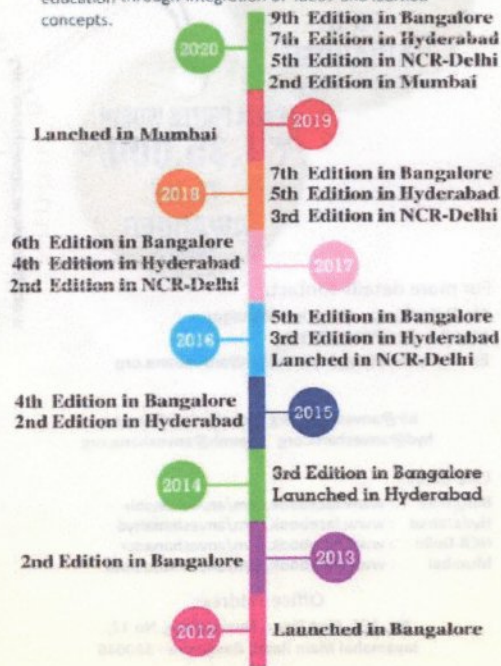 education through integration of
concepts.
2020
9th Edition in Bangalore
7th Edition in Hyderabad
5th Edition in NCR-Delhi
2nd Edition in Mumbai
Lanched in Mumbai
2019
2018
7th Edition in Bangalore
5th Edition in Hyderabad
3rd Edition in NCR-Delhi
6th Edition in Bangalore
4th Edition in Hyderabad
2nd Edition in NCR-Delhi
2017
2016
5th Edition in Bangalore
3rd Edition in Hyderabad
Lanched in NCR-Delhi
4th Edition in Bangalore
2nd Edition in Hyderabad
2015
2014
3rd Edition in Bangalore
Launched in Hyderabad
2nd Edition in Bangalore
2013
2012
Launched in Bangalore